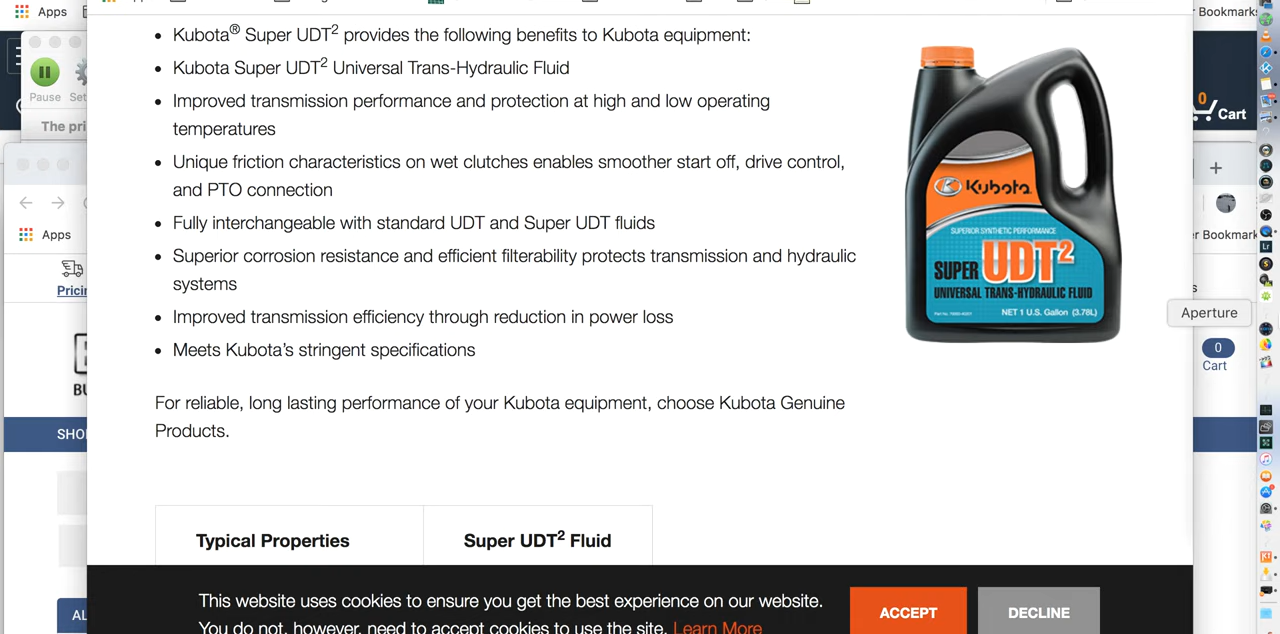 Apps
Bookmarks
Kubota® Super UDT² provides the following benefits to Kubota equipment:
Kubota Super UDT² Universal Trans-Hydraulic Fluid
Improved transmission performance and protection at high and low operating
temperatures
Unique friction characteristics on wet clutches enables smoother start off, drive control,
and PTO connection
Fully interchangeable with standard UDT and Super UDT fluids
Superior corrosion resistance and efficient filterability protects transmission and hydraulic
systems
Improved transmission efficiency through reduction in power loss
Meets Kubota's stringent specifications
For reliable, long lasting performance of your Kubota equipment, choose Kubota Genuine
Products.
Typical Properties
Super UDT² Fluid
This website uses cookies to ensure you get the best experience on our website.
You do not, however, need to accept cookies to use the site. Learn More
ACCEPT
DECLINE
Kubota
SUPERIOR SYNTHETIC PERFORMANCE
SUPER UDT²
UNIVERSAL TRANS-HYDRAULIC FLUID
NET 1 U.S. Gallon (3.78L)
Pause
Set
The pri
Apps
Pricin
BU
SHO
AL
0
Cart
r Bookmark
s
Aperture
0
Cart
Lr